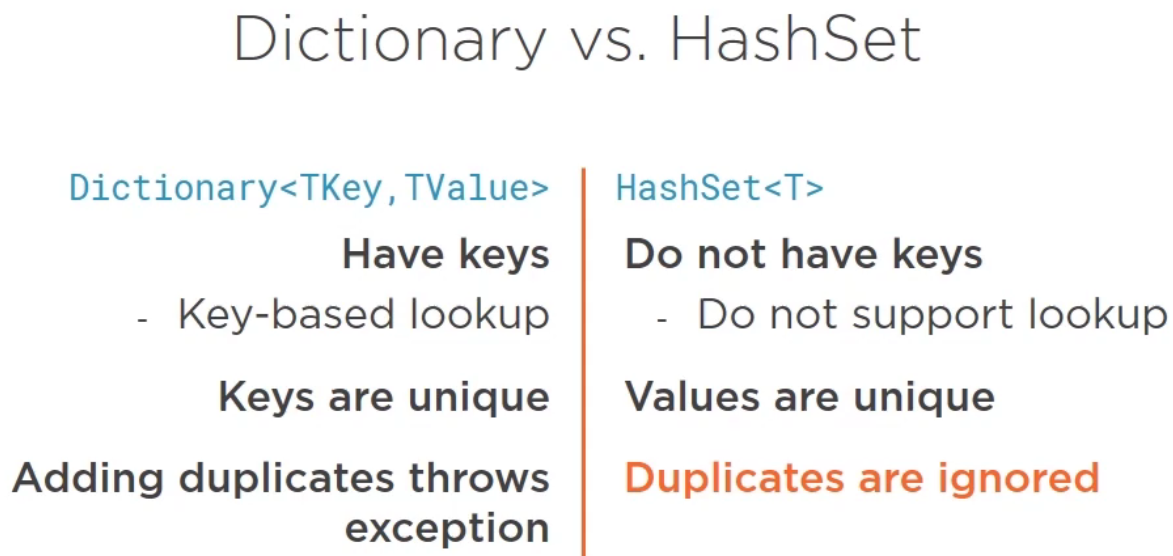 Dictionary vs. HashSet
Dictionary<TKey,TValue>
Have keys
- Key-based lookup
Keys are unique
Adding duplicates throws
exception
HashSet<T>
Do not have keys
- Do not support lookup
Values are unique
Duplicates are ignored